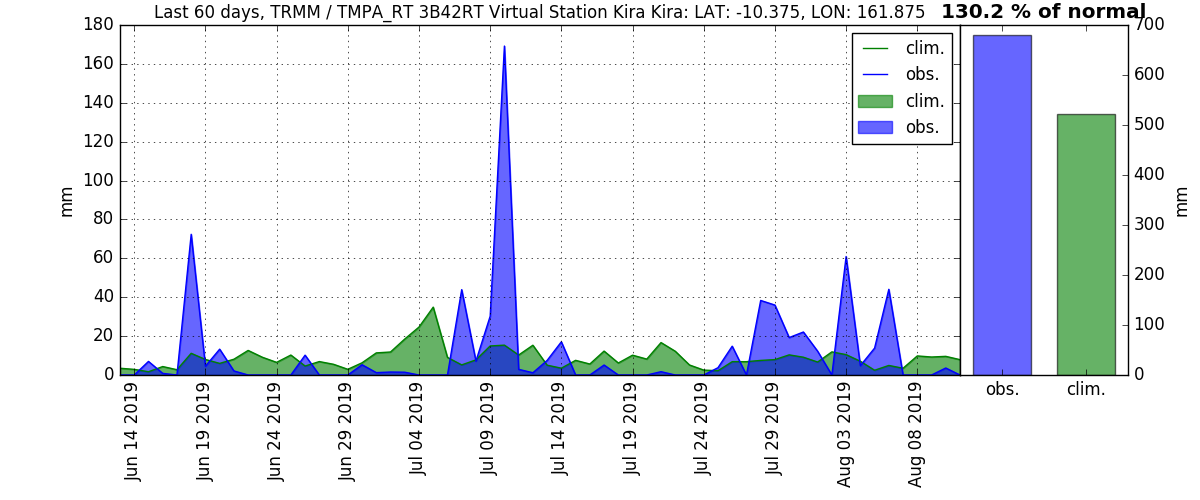 Last 60 days, TRMM / TMPA_RT 3B42RT Virtual Station Kira Kira: LAT: -10.375, LON: 161.875 130.2 % of normal
180
160
140
120
100
80
60
40
20
0
mm
clim.
obs.
clim.
obs.
Jun 14 2019
Jun 19 2019
Jun 24 2019
Jun 29 2019
Jul 04 2019
Jul 09 2019
Jul 14 2019
Jul 19 2019
Jul 24 2019
Jul 29 2019
Aug 03 2019
Aug 08 2019
700
600
500
400
300
200
100
0
mm
obs. clim.